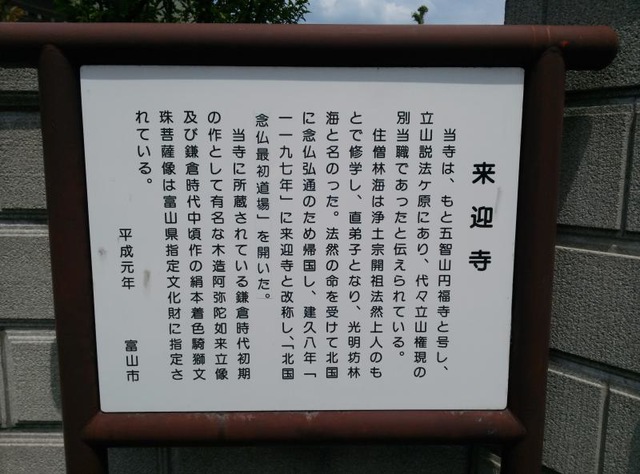 来迎寺
当寺は、もと五智山円福寺と号し、
立山説法ヶ原にあり、代々立山権現の
別当職であったと伝えられている。
住僧林海は浄土宗開祖法然上人のも
とで修学し、直弟子となり、光明坊林
海と名のった。法然の命を受けて北国
に念仏弘通のため帰国し、建久八年「
一一九七年」に来迎寺と改称し、「北国
念仏最初道場」を開いた。
当寺に所蔵されている鎌倉時代初期
の作として有名な木造阿弥陀如来立像
及び鎌倉時代中頃作の絹本着色騎獅文
珠菩薩像は富山県指定文化財に指定さ
れている。
平成元年 富山市